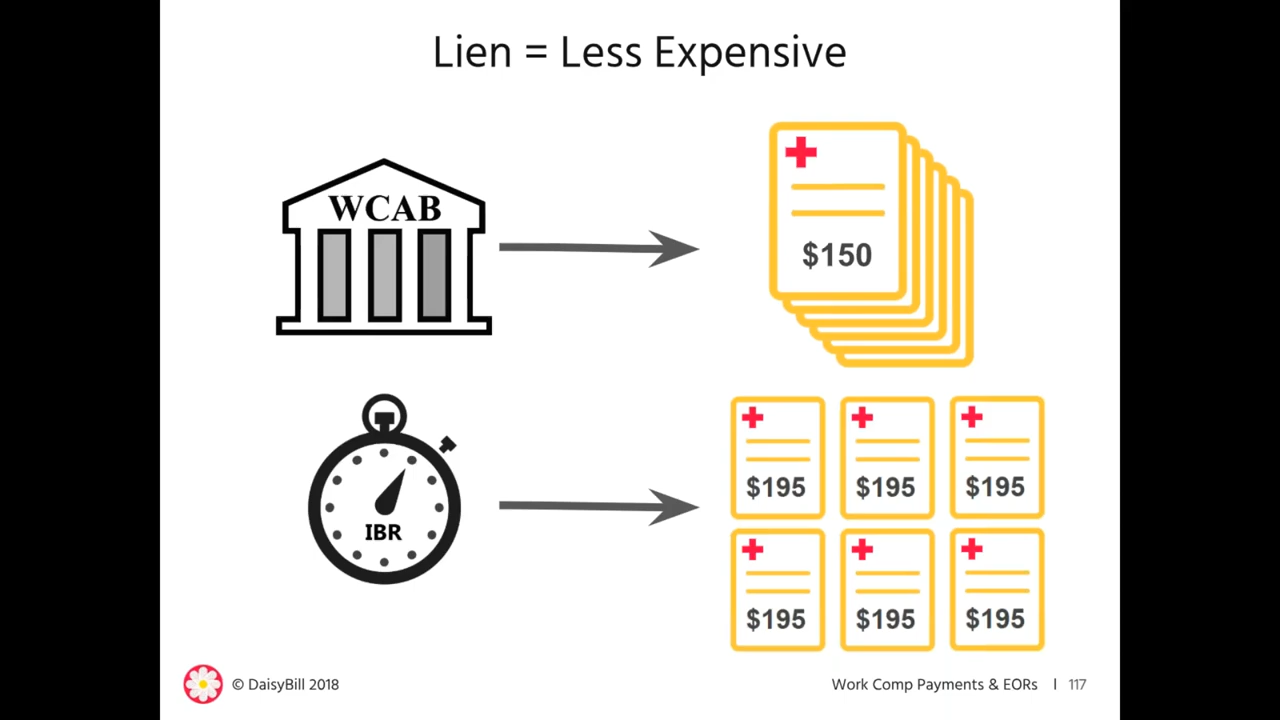 Lien = Less Expensive
WCAB
$150
IBR
$195 $195 $195
$195 $195 $195
© DaisyBill 2018
Work Comp Payments & EORs | 117